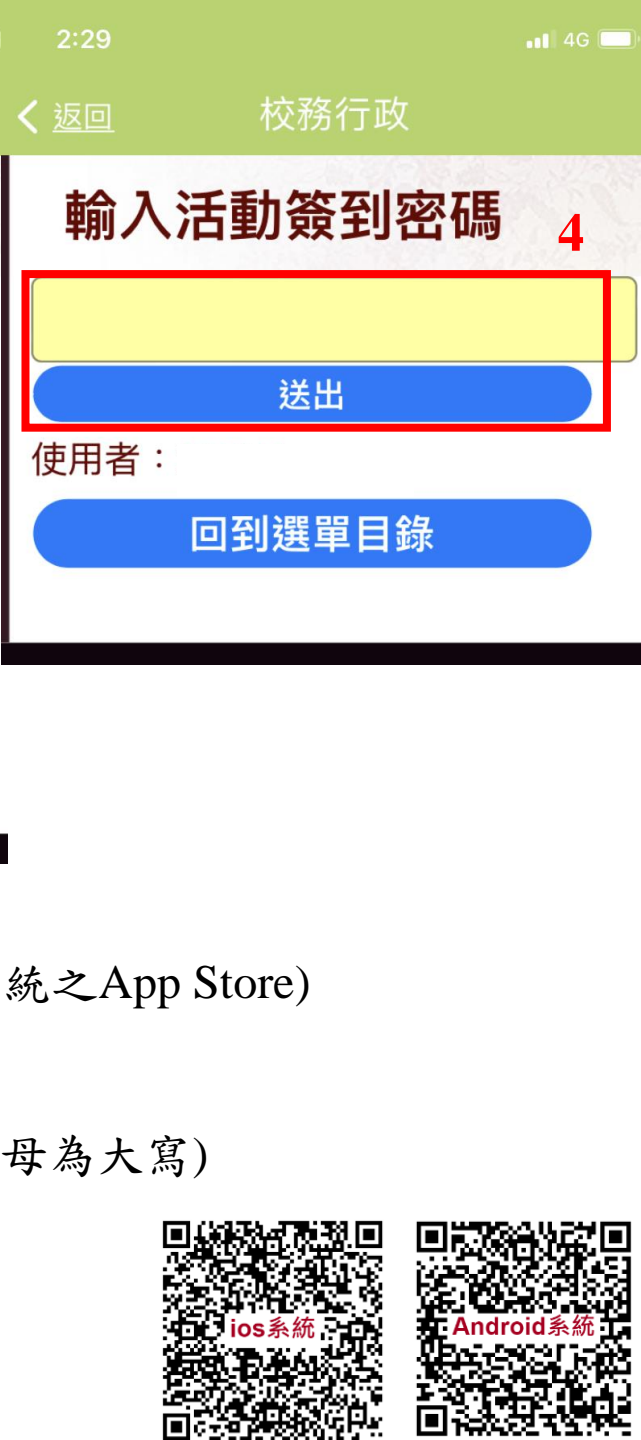 2:29 4G
返回 校務行政
輸入活動簽到密碼 4
送出
使用者：
回到選單目錄
統之App Store)
母為大寫)
ios系統 Android系統